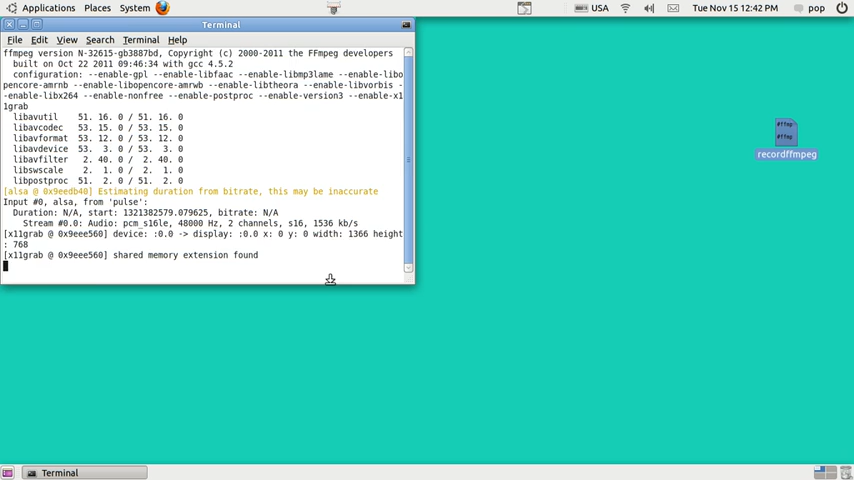 Applications Places System
USA
Tue Nov 15 12:42 PM
pop
Terminal
File Edit View Search Terminal Help
ffmpeg version N-32615-gb3887bd, Copyright (c) 2000-2011 the FFmpeg developers
  built on Oct 22 2011 09:46:34 with gcc 4.5.2
  configuration: --enable-gpl --enable-libfaac --enable-libmp3lame --enable-libo
pencore-amrnb --enable-libopencore-amrwb --enable-libtheora --enable-libvorbis -
-enable-libx264 --enable-nonfree --enable-postproc --enable-version3 --enable-x1
1grab
  libavutil    51. 16. 0 / 51. 16. 0
  libavcodec   53. 15. 0 / 53. 15. 0
  libavformat  53. 12. 0 / 53. 12. 0
  libavdevice  53.  3. 0 / 53.  3. 0
  libavfilter   2. 40. 0 /  2. 40. 0
  libswscale    2.  1. 0 /  2.  1. 0
  libpostproc  51.  2. 0 / 51.  2. 0
[alsa @ 0x9eedb40] Estimating duration from bitrate, this may be inaccurate
Input #0, alsa, from 'pulse':
  Duration: N/A, start: 1321382579.079625, bitrate: N/A
    Stream #0.0: Audio: pcm_s16le, 48000 Hz, 2 channels, s16, 1536 kb/s
[x11grab @ 0x9eee560] device: :0.0 -> display: :0.0 x: 0 y: 0 width: 1366 height
: 768
[x11grab @ 0x9eee560] shared memory extension found
#ffmp
#ffmp
recordffmpeg
Terminal